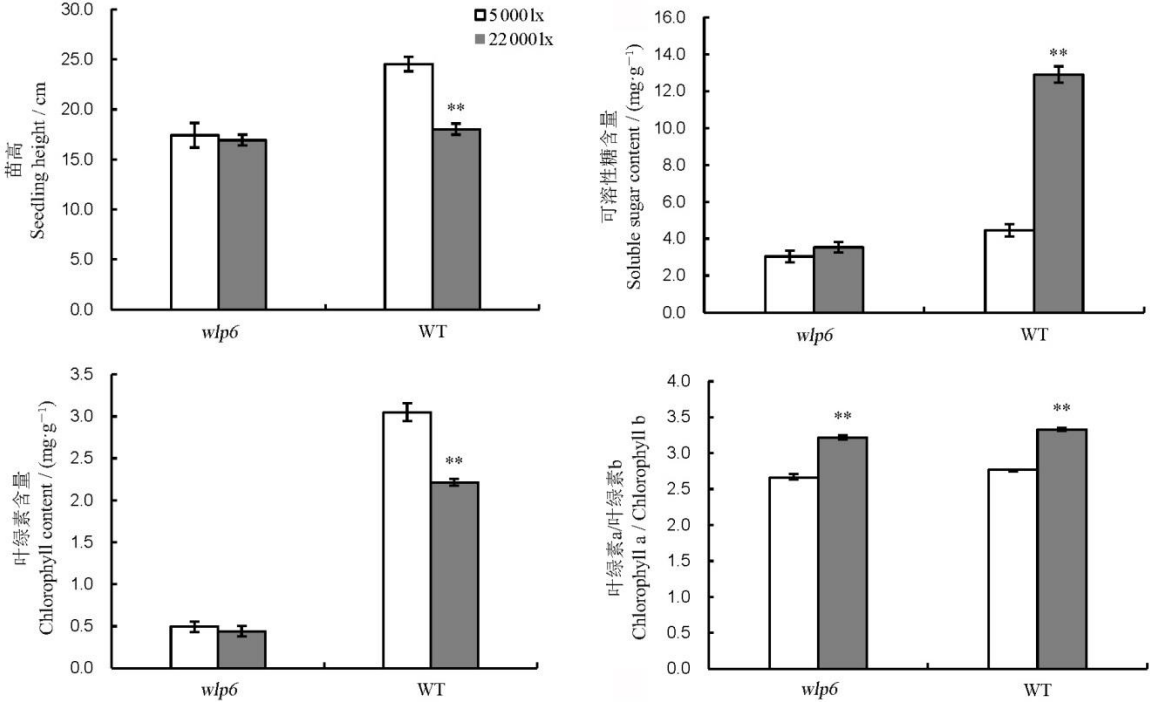 30.0
25.0
20.0
15.0
10.0
5.0
0.0
苗高
Seedling height / cm
5 000 lx
22 000 lx
**
wlp6
WT
16.0
14.0
12.0
10.0
8.0
6.0
4.0
2.0
0.0
可溶性糖含量
Soluble sugar content / (mg·g⁻¹)
**
wlp6
WT
3.5
3.0
2.5
2.0
1.5
1.0
0.5
0.0
叶绿素含量
Chlorophyll content / (mg·g⁻¹)
**
wlp6
WT
4.0
3.5
3.0
2.5
2.0
1.5
1.0
0.5
0.0
叶绿素a/叶绿素b
Chlorophyll a / Chlorophyll b
**
**
wlp6
WT